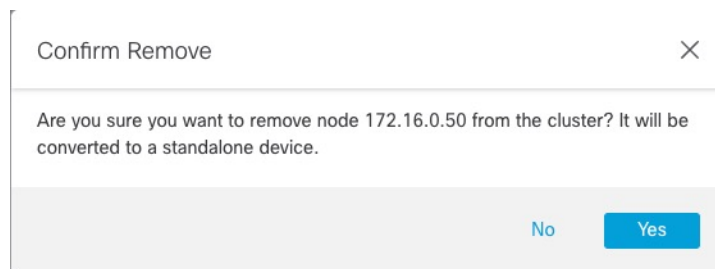 Confirm Remove
Are you sure you want to remove node 172.16.0.50 from the cluster? It will be
converted to a standalone device.
No
Yes